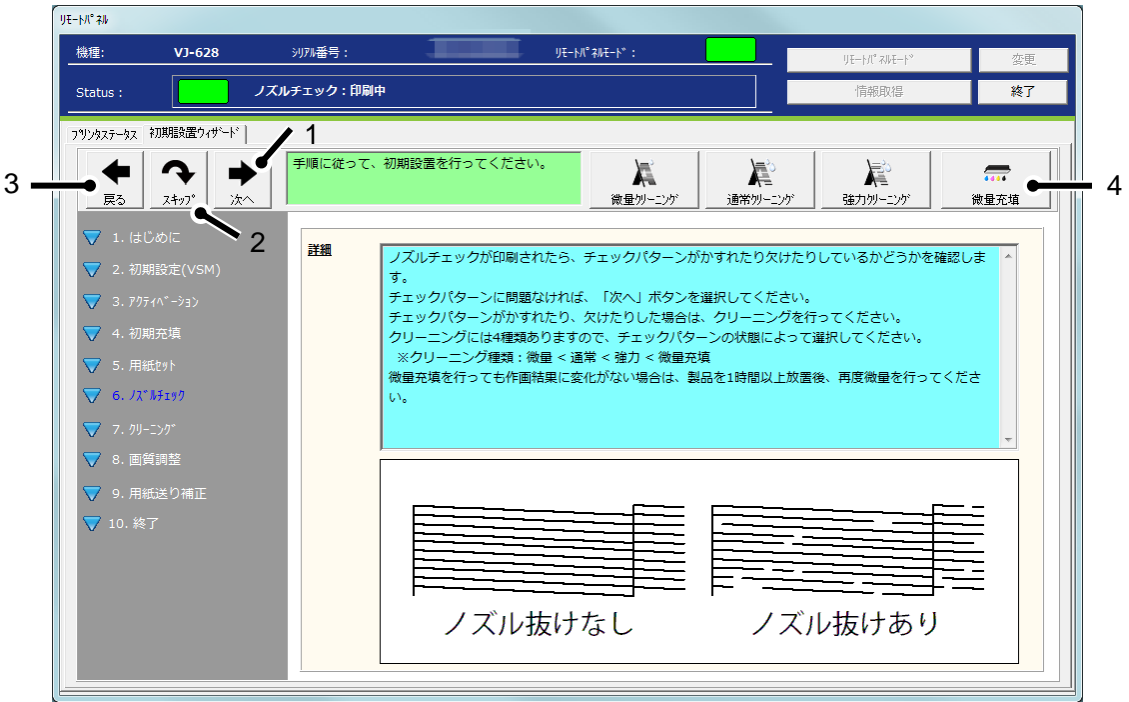 ﾘﾓｰﾄﾊﾟﾈﾙ
機種: VJ-628 ｼﾘｱﾙ番号： ﾘﾓｰﾄﾊﾟﾈﾙﾓｰﾄﾞ：
ﾘﾓｰﾄﾊﾟﾈﾙﾓｰﾄﾞ 変更
Status： ノズルチェック：印刷中 情報取得 終了
ﾌﾟﾘﾝﾀｽﾃｰﾀｽ 初期設置ｳｨｻﾞｰﾄﾞ 1
3 戻る ｽｷｯﾌﾟ 次へ 手順に従って、初期設置を行ってください。 微量ｸﾘｰﾆﾝｸﾞ 通常ｸﾘｰﾆﾝｸﾞ 強力ｸﾘｰﾆﾝｸﾞ 微量充填 4
2
1. はじめに
2. 初期設定(VSM)
3. ｱｸﾃｨﾍﾞｰｼｮﾝ
4. 初期充填
5. 用紙ｾｯﾄ
6. ﾉｽﾞﾙﾁｪｯｸ
7. ｸﾘｰﾆﾝｸﾞ
8. 画質調整
9. 用紙送り補正
10. 終了
詳細
ノズルチェックが印刷されたら、チェックパターンがかすれたり欠けたりしているかどうかを確認しま
す。
チェックパターンに問題なければ、「次へ」ボタンを選択してください。
チェックパターンがかすれたり、欠けたりした場合は、クリーニングを行ってください。
クリーニングには4種類ありますので、チェックパターンの状態によって選択してください。
※クリーニング種類：微量 < 通常 < 強力 < 微量充填
微量充填を行っても作画結果に変化がない場合は、製品を1時間以上放置後、再度微量を行ってくださ
い。
ノズル抜けなし ノズル抜けあり